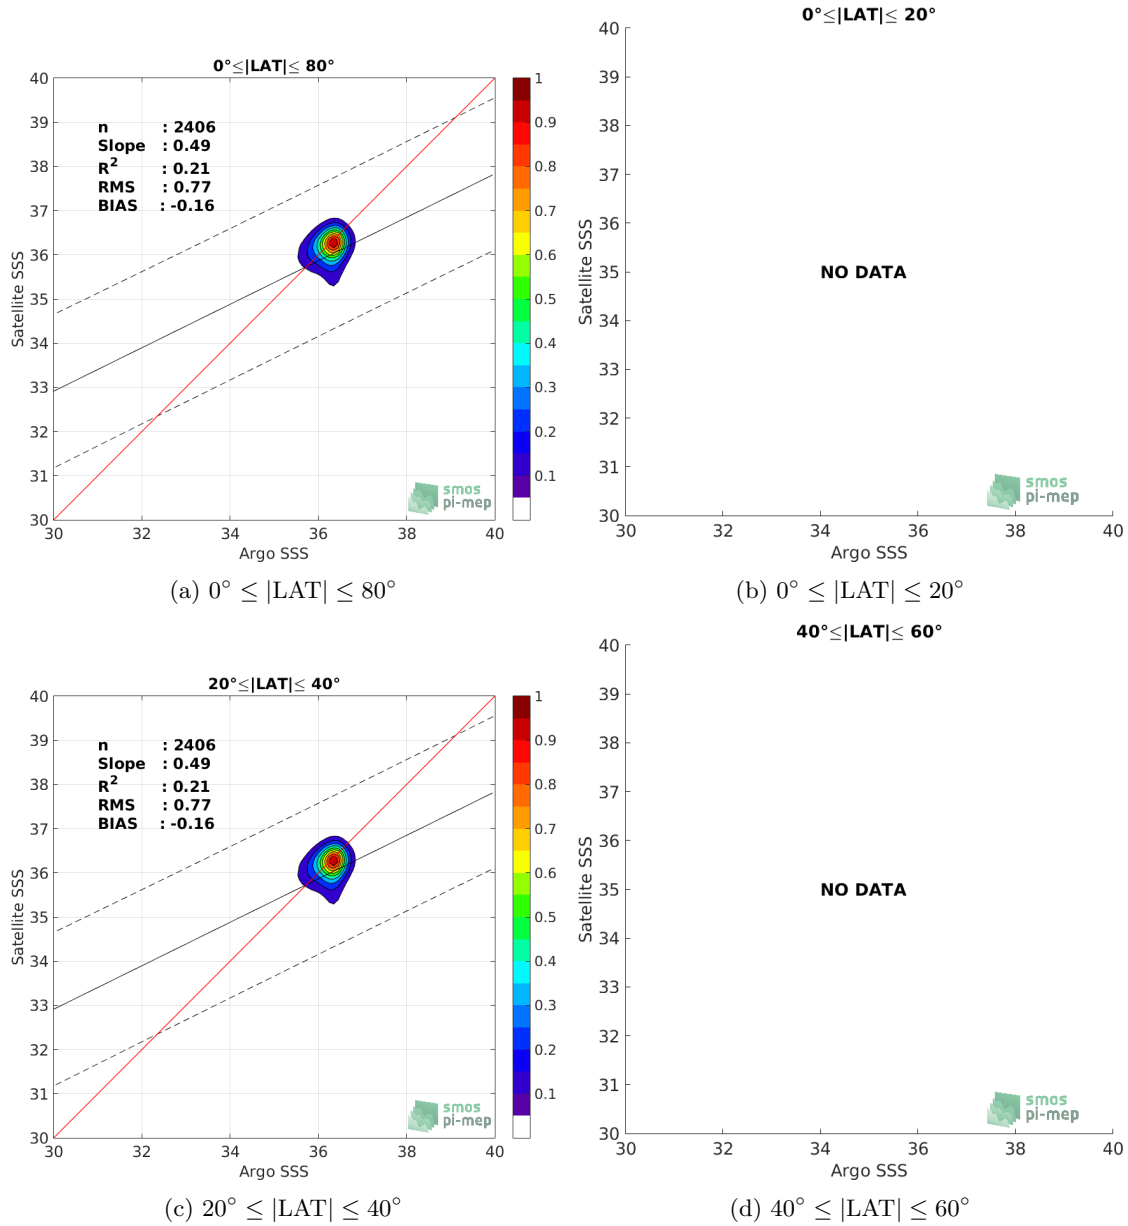 0°≤|LAT|≤ 80°
n : 2406
Slope : 0.49
R2 : 0.21
RMS : 0.77
BIAS : -0.16
40
39
38
37
36
35
34
33
32
31
30
Satellite SSS
30 32 34 36 38 40
Argo SSS
1
0.9
0.8
0.7
0.6
0.5
0.4
0.3
0.2
0.1
smos
pi-mep
(a) 0° ≤ |LAT| ≤ 80°
0°≤|LAT|≤ 20°
40
39
38
37
36
35
34
33
32
31
30
Satellite SSS
NO DATA
30 32 34 36 38 40
Argo SSS
smos
pi-mep
(b) 0° ≤ |LAT| ≤ 20°
20°≤|LAT|≤ 40°
n : 2406
Slope : 0.49
R2 : 0.21
RMS : 0.77
BIAS : -0.16
40
39
38
37
36
35
34
33
32
31
30
Satellite SSS
30 32 34 36 38 40
Argo SSS
1
0.9
0.8
0.7
0.6
0.5
0.4
0.3
0.2
0.1
smos
pi-mep
(c) 20° ≤ |LAT| ≤ 40°
40°≤|LAT|≤ 60°
40
39
38
37
36
35
34
33
32
31
30
Satellite SSS
NO DATA
30 32 34 36 38 40
Argo SSS
smos
pi-mep
(d) 40° ≤ |LAT| ≤ 60°